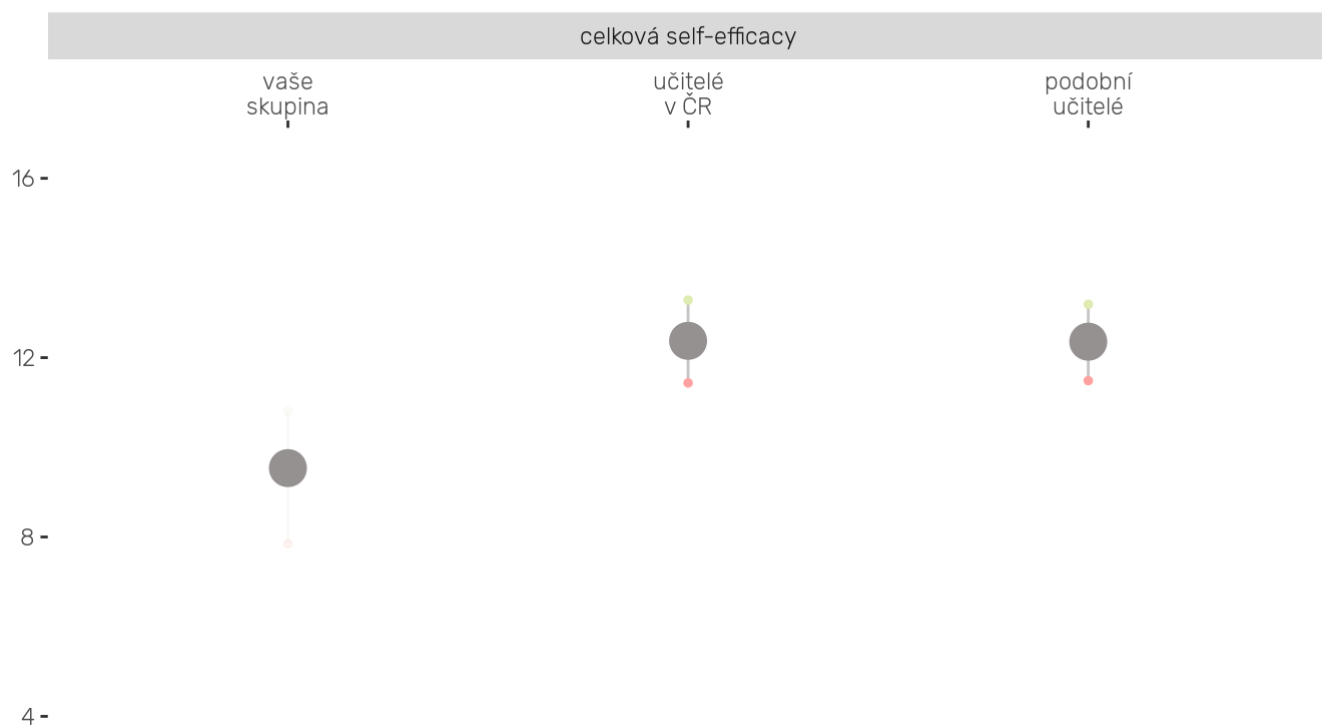 celková self-efficacy
vaše
skupina
učitelé
v ČR
podobní
učitelé
16
12
8
4